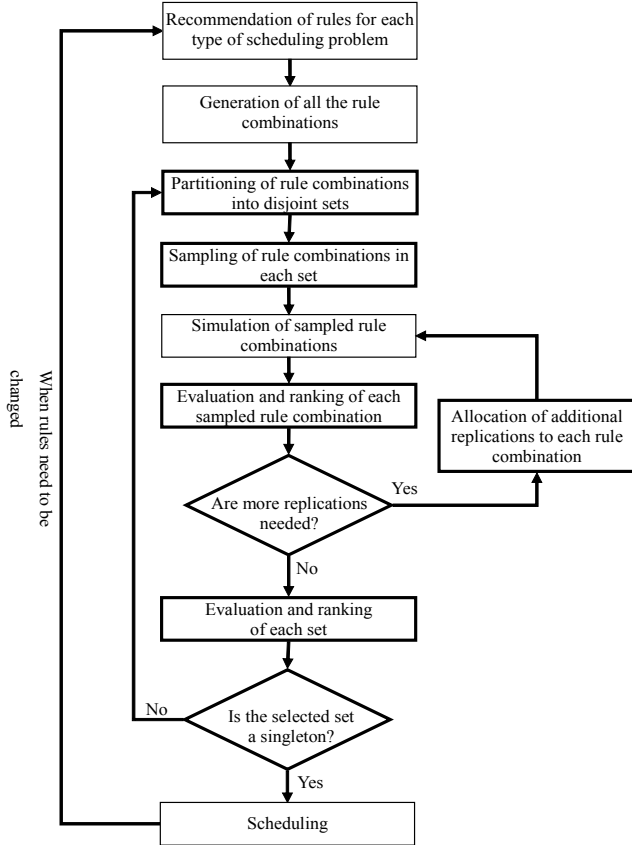 Recommendation of rules for each
type of scheduling problem
Generation of all the rule
combinations
Partitioning of rule combinations
into disjoint sets
Sampling of rule combinations in
each set
Simulation of sampled rule
combinations
Evaluation and ranking of each
sampled rule combination
Allocation of additional
replications to each rule
combination
Are more replications
needed?
Yes
No
Evaluation and ranking
of each set
Is the selected set
a singleton?
No
Yes
Scheduling
When rules need to be
changed